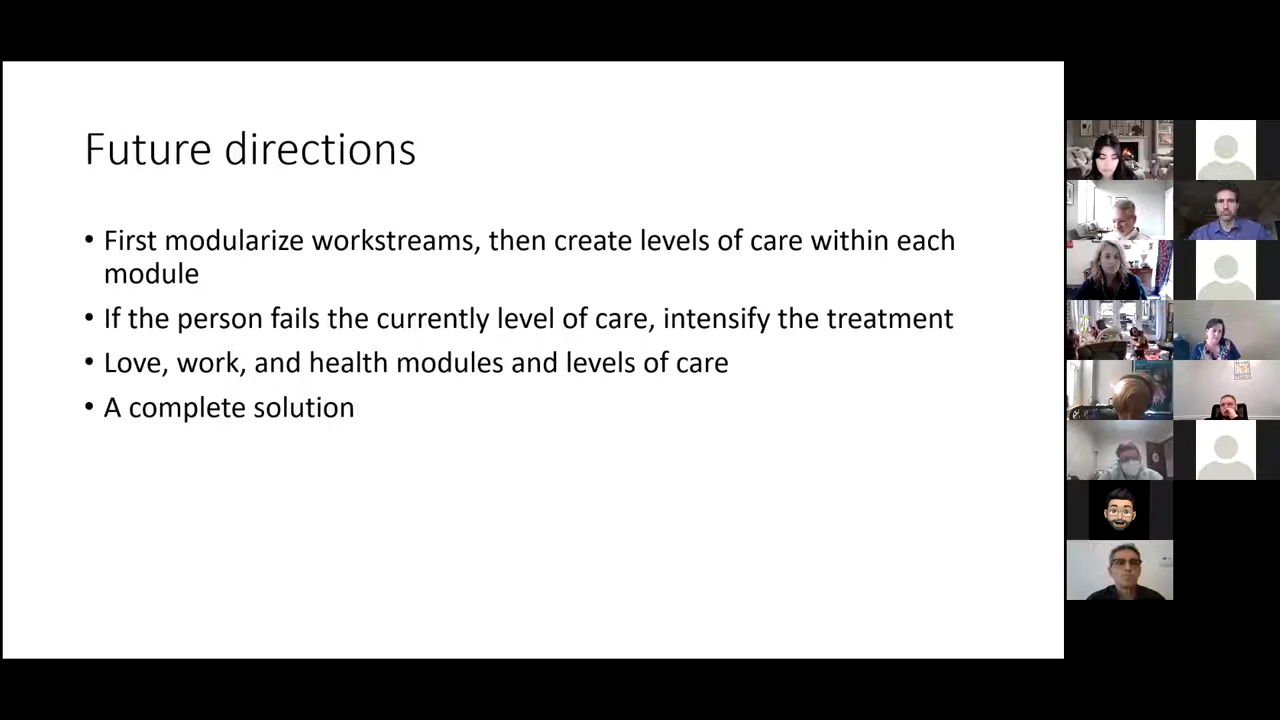 Future directions
• First modularize workstreams, then create levels of care within each
module
• If the person fails the currently level of care, intensify the treatment
• Love, work, and health modules and levels of care
• A complete solution